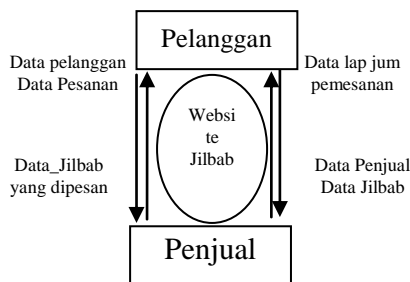 Pelanggan
Data pelanggan
Data Pesanan
Data lap jum
pemesanan
Websi
te
Jilbab
Data_Jilbab
yang dipesan
Data Penjual
Data Jilbab
Penjual